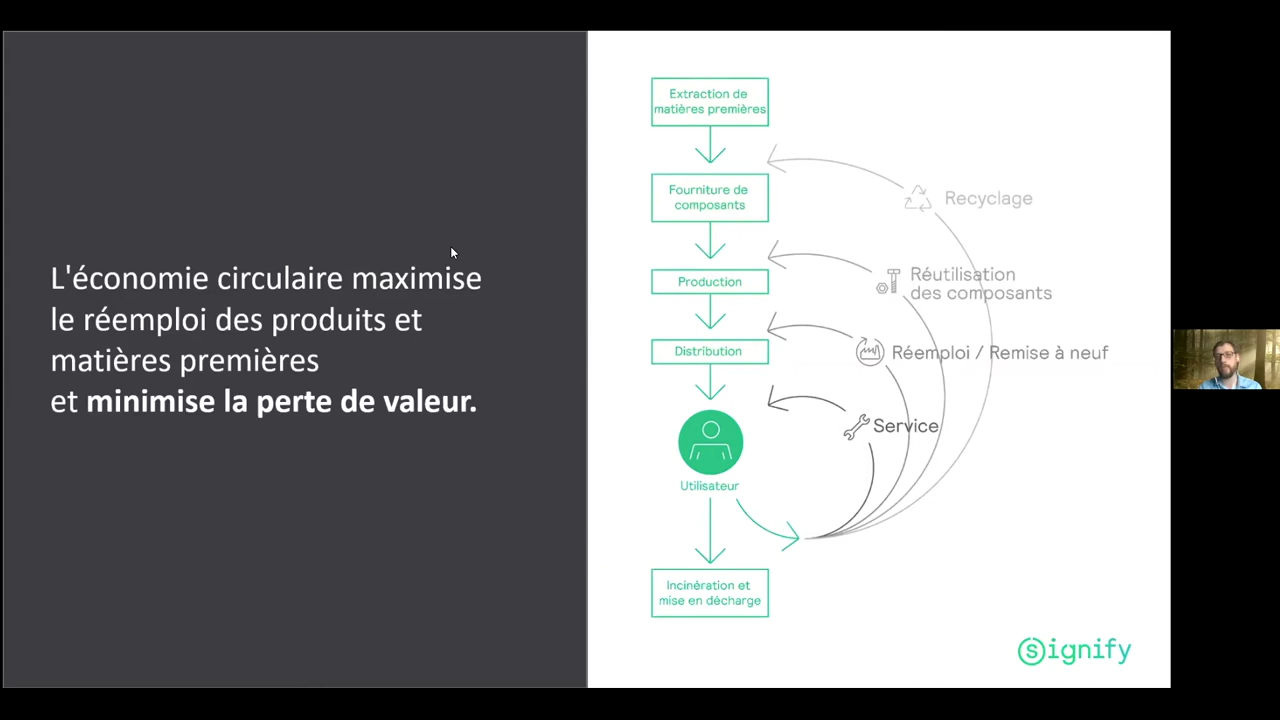 L'économie circulaire maximise
le réemploi des produits et
matières premières
et minimise la perte de valeur.
Extraction de
matières premières
Fourniture de
composants
Production
Distribution
Utilisateur
Incinération et
mise en décharge
Recyclage
Réutilisation
des composants
Réemploi / Remise à neuf
Service
signify